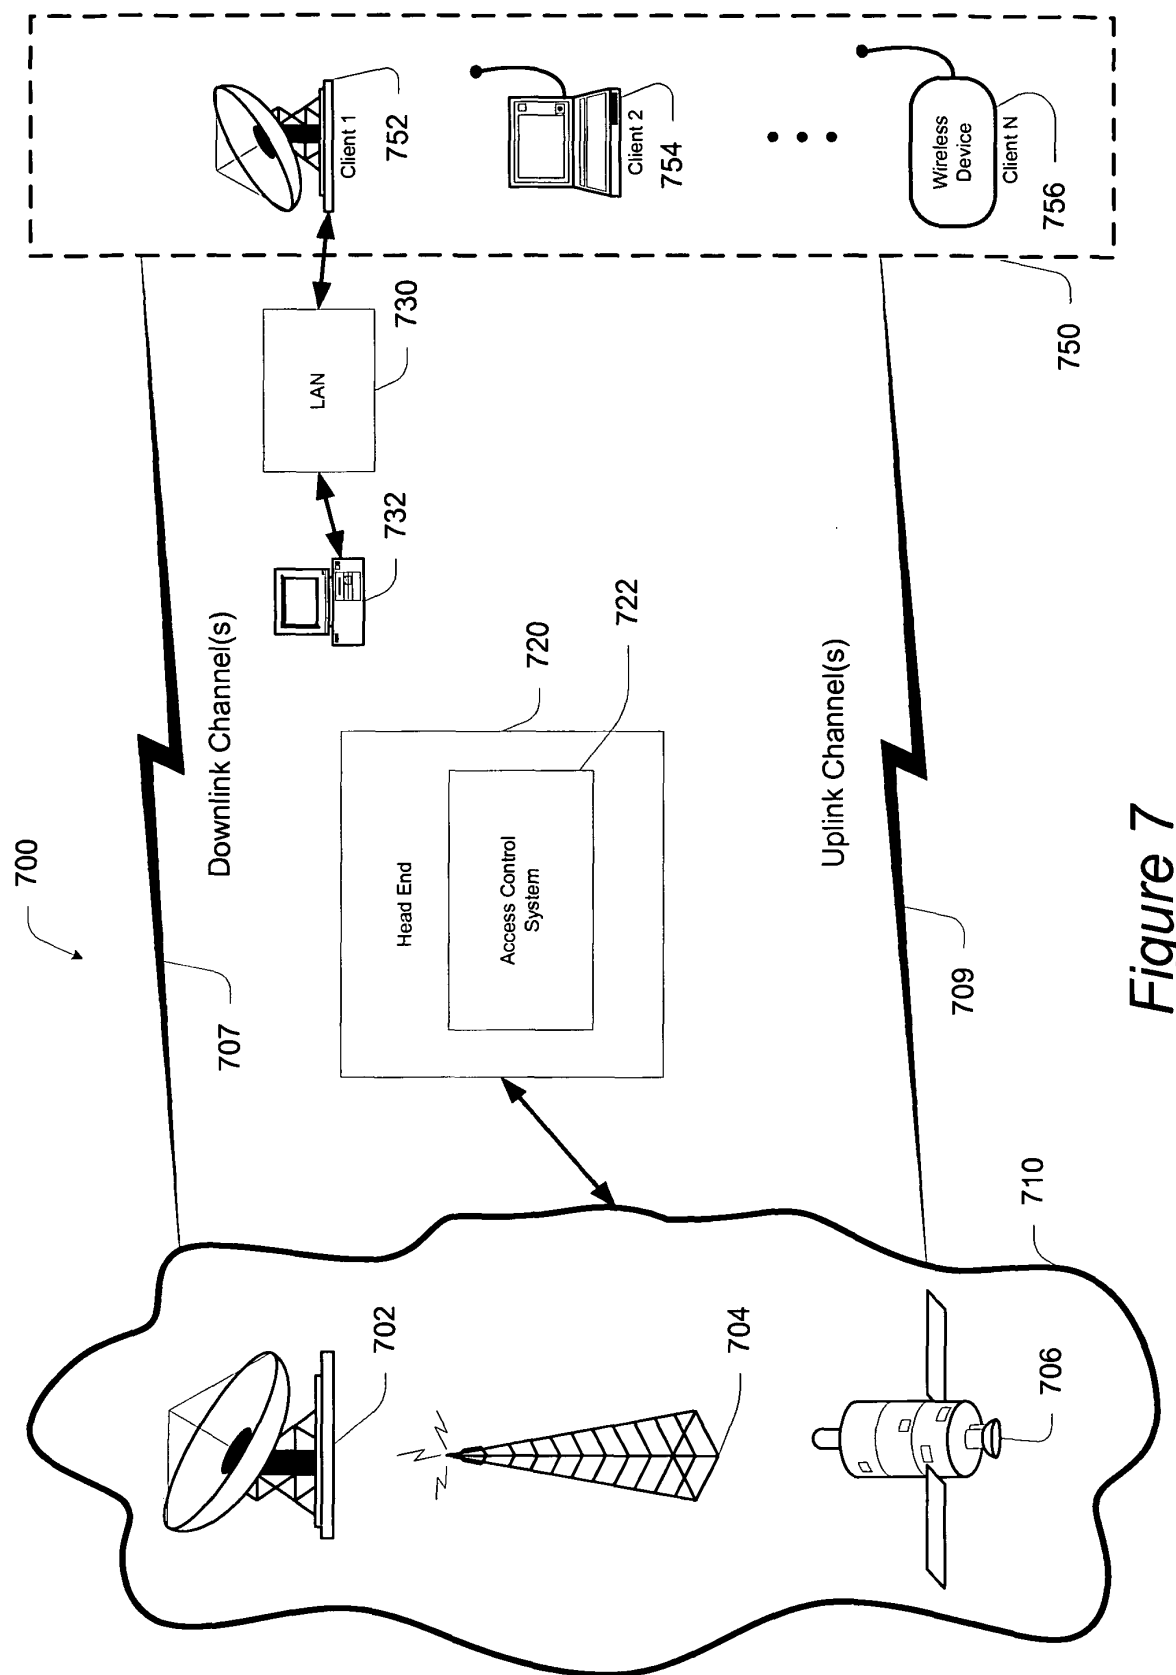 700
707
Downlink Channel(s)
702
704
706
710
Head End
Access Control
System
720
722
732
LAN
730
Uplink Channel(s)
709
Client 1
752
Client 2
754
Wireless
Device
Client N
756
750
Figure 7